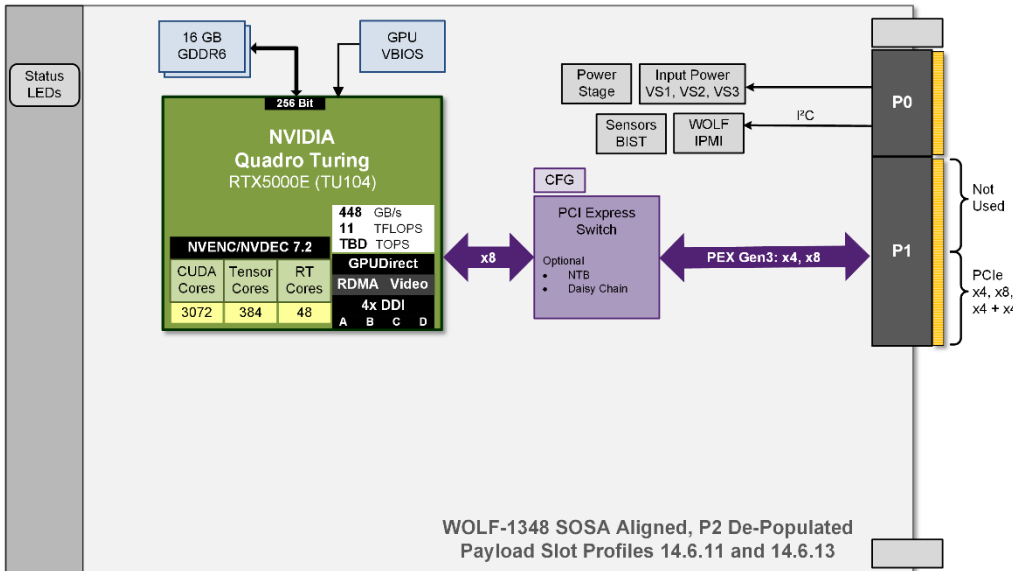 Status
LEDs
16 GB
GDDR6
GPU
VBIOS
256 Bit
NVIDIA
Quadro Turing
RTX5000E (TU104)
448 GB/s
11 TFLOPS
TBD TOPS
NVENC/NVDEC 7.2
GPUDirect
RDMA Video
4x DDI
A B C D
CUDA
Cores
Tensor
Cores
RT
Cores
3072
384
48
x8
CFG
PCI Express
Switch
Optional
• NTB
• Daisy Chain
PEX Gen3: x4, x8
Power
Stage
Input Power
VS1, VS2, VS3
Sensors
BIST
WOLF
IPMI
I²C
P0
P1
Not
Used
PCIe
x4, x8,
x4 + x4
WOLF-1348 SOSA Aligned, P2 De-Populated
Payload Slot Profiles 14.6.11 and 14.6.13